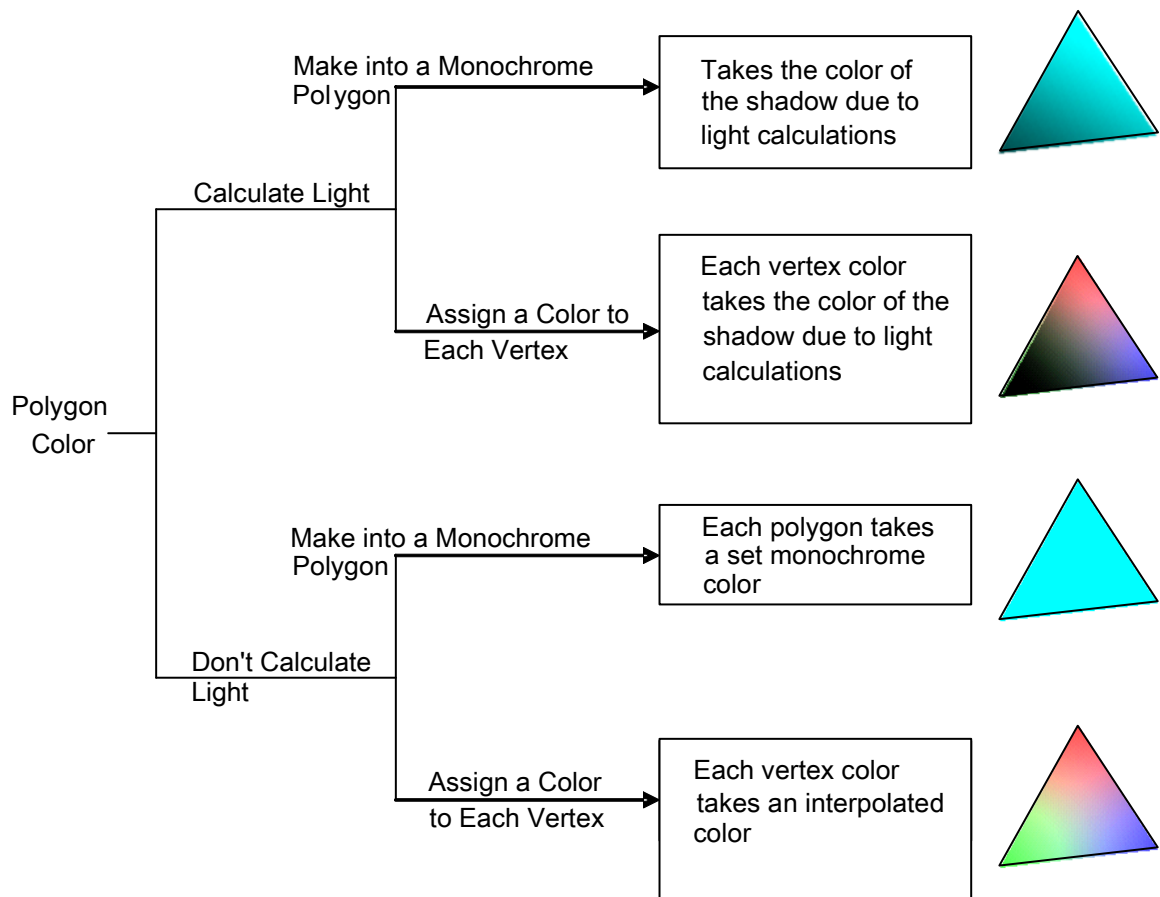 Make into a Monochrome
Polygon
Takes the color of
the shadow due to
light calculations
Calculate Light
Assign a Color to
Each Vertex
Each vertex color
takes the color of the
shadow due to light
calculations
Polygon
Color
Make into a Monochrome
Polygon
Each polygon takes
a set monochrome
color
Don't Calculate
Light
Assign a Color
to Each Vertex
Each vertex color
takes an interpolated
color